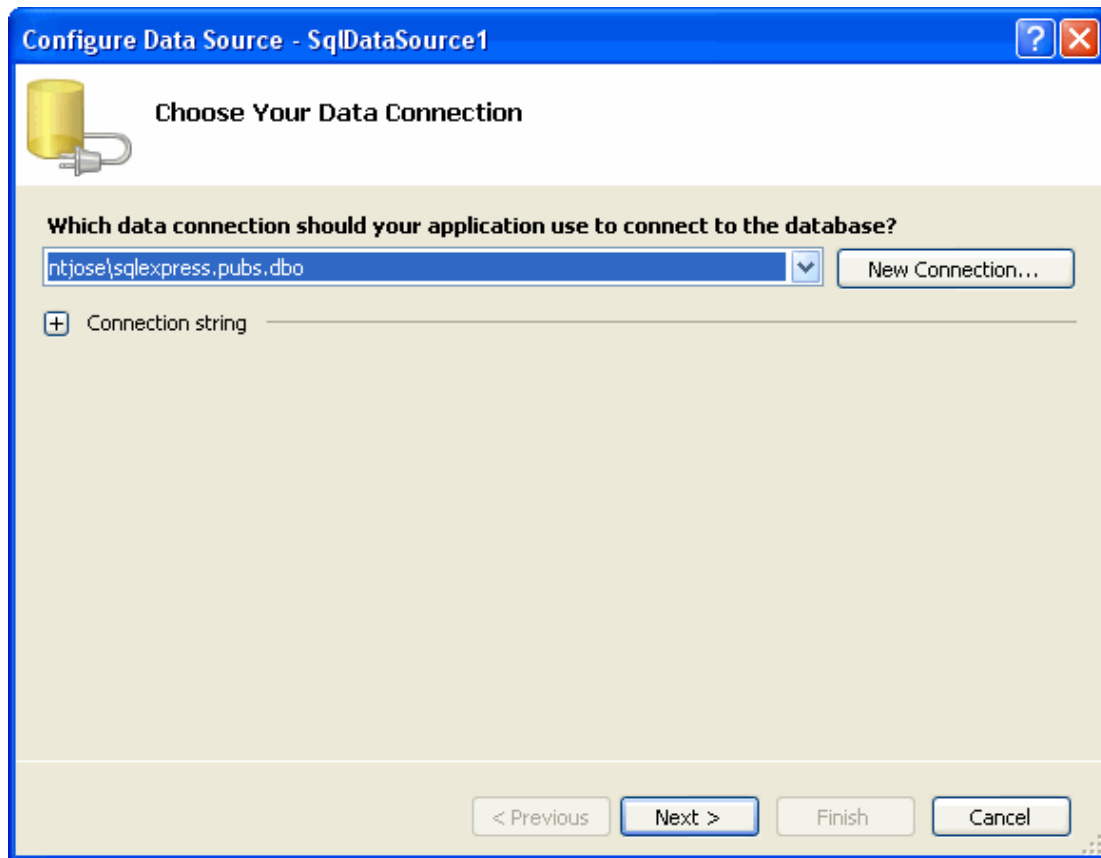 Configure Data Source - SqlDataSource1
Choose Your Data Connection
Which data connection should your application use to connect to the database?
ntjose\sqlexpress.pubs.dbo
New Connection...
Connection string
< Previous
Next >
Finish
Cancel